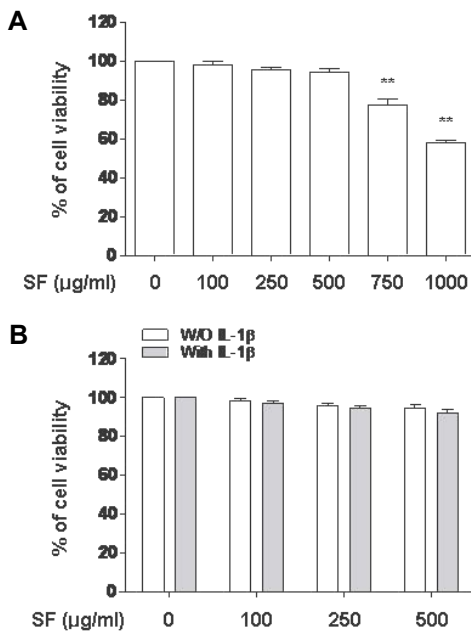 A
120
100
80
60
40
20
0
% of cell viability
**
**
SF (µg/ml) 0 100 250 500 750 1000
B
W/O IL-1β
With IL-1β
120
100
80
60
40
20
0
% of cell viability
SF (µg/ml) 0 100 250 500